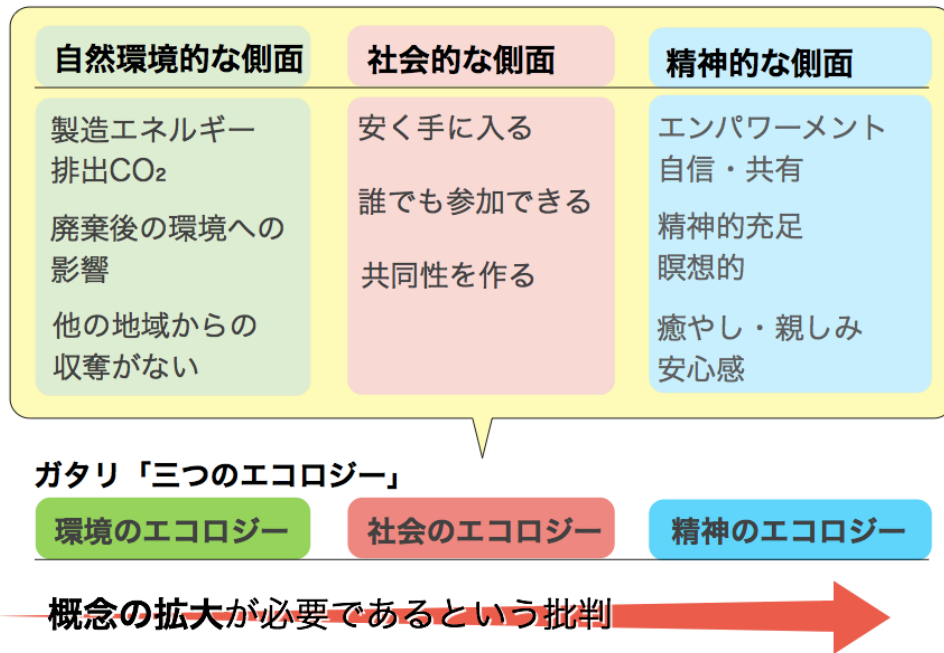 自然環境的な側面
製造エネルギー
排出CO₂
廃棄後の環境への
影響
他の地域からの
収奪がない
社会的な側面
安く手に入る
誰でも参加できる
共同性を作る
精神的な側面
エンパワーメント
自信・共有
精神的充足
瞑想的
癒やし・親しみ
安心感
ガタリ「三つのエコロジー」
環境のエコロジー
社会のエコロジー
精神のエコロジー
概念の拡大が必要であるという批判